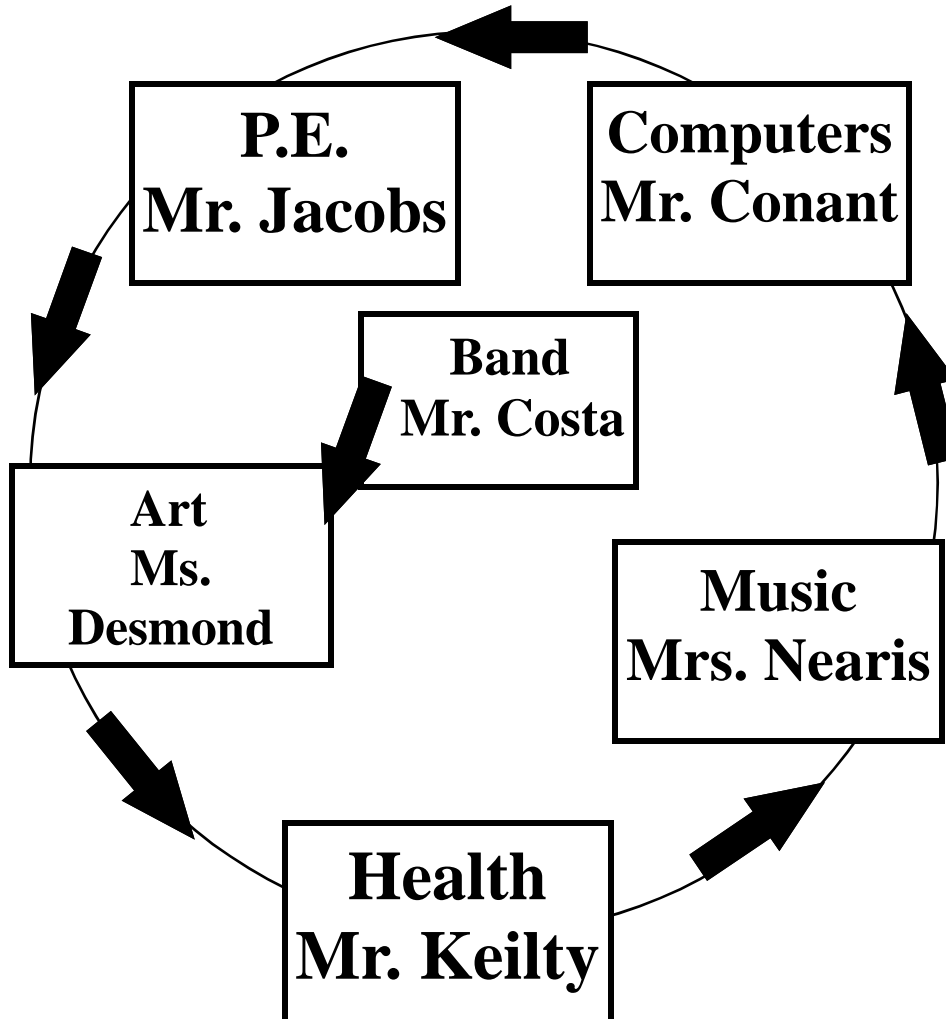 P.E.
Mr. Jacobs
Computers
Mr. Conant
Band
Mr. Costa
Art
Ms.
Desmond
Music
Mrs. Nearis
Health
Mr. Keilty